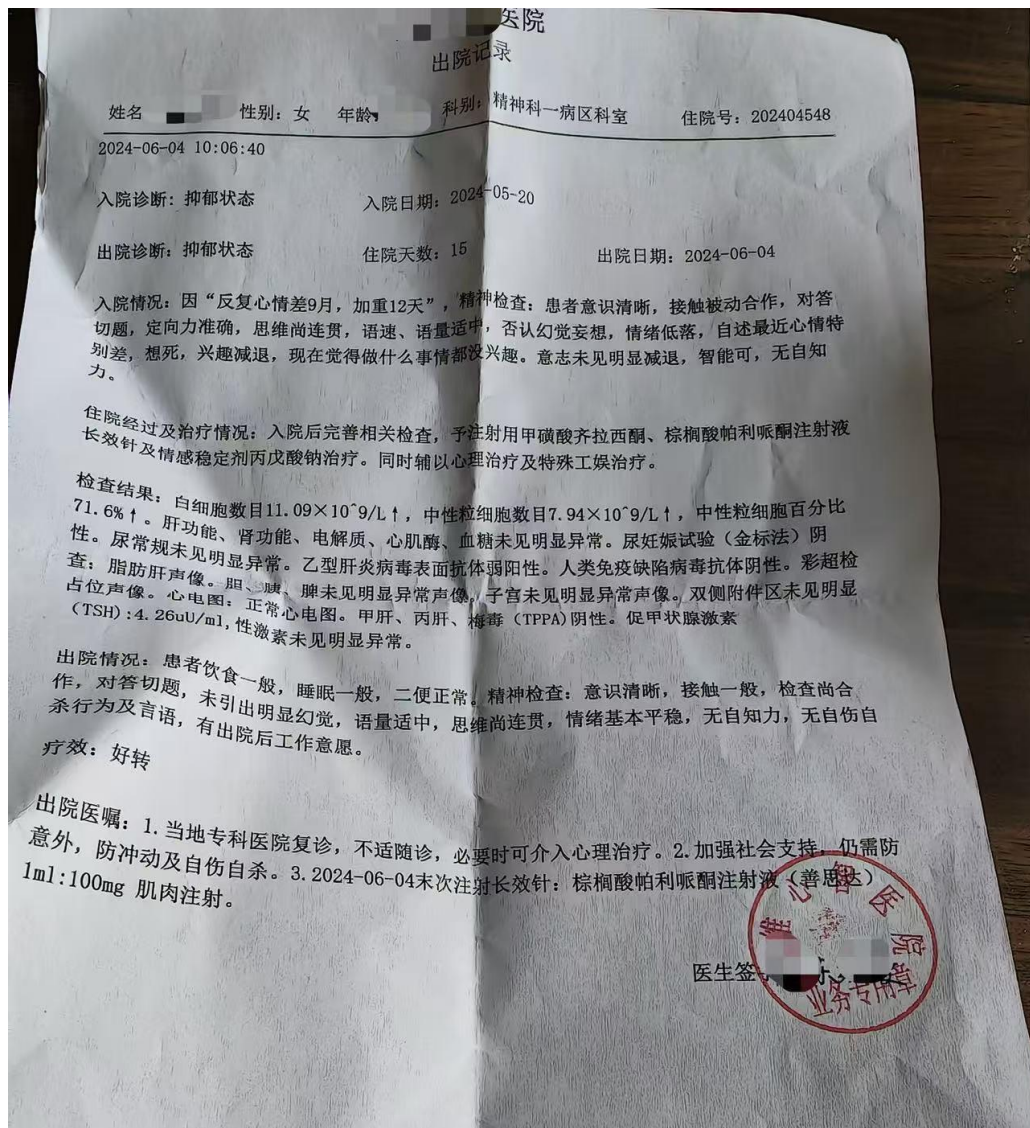 医院
出院记录
姓名 性别：女 年龄 科别：精神科一病区科室 住院号：202404548
2024-06-04 10:06:40
入院诊断：抑郁状态 入院日期：2024-05-20
出院诊断：抑郁状态 住院天数：15 出院日期：2024-06-04
入院情况：因“反复心情差9月，加重12天”，精神检查：患者意识清晰，接触被动合作，对答
切题，定向力准确，思维尚连贯，语速、语量适中，否认幻觉妄想，情绪低落，自述最近心情特
别差，想死，兴趣减退，现在觉得做什么事情都没兴趣。意志未见明显减退，智能可，无自知
力。
住院经过及治疗情况：入院后完善相关检查，予注射用甲磺酸齐拉西酮、棕榈酸帕利哌酮注射液
长效针及情感稳定剂丙戊酸钠治疗。同时辅以心理治疗及特殊工娱治疗。
检查结果：白细胞数目11.09×10^9/L↑，中性粒细胞数目7.94×10^9/L↑，中性粒细胞百分比
71.6%↑。肝功能、肾功能、电解质、心肌酶、血糖未见明显异常。尿妊娠试验（金标法）阴
性。尿常规未见明显异常。乙型肝炎病毒表面抗体弱阳性。人类免疫缺陷病毒抗体阴性。彩超检
查：脂肪肝声像。胆、胰、脾未见明显异常声像。子宫未见明显异常声像。双侧附件区未见明显
占位声像。心电图：正常心电图。甲肝、丙肝、梅毒（TPPA)阴性。促甲状腺激素
(TSH):4.26uU/ml,性激素未见明显异常。
出院情况：患者饮食一般，睡眠一般，二便正常。精神检查：意识清晰，接触一般，检查尚合
作，对答切题，未引出明显幻觉，语量适中，思维尚连贯，情绪基本平稳，无自知力，无自伤自
杀行为及言语，有出院后工作意愿。
疗效：好转
出院医嘱：1.当地专科医院复诊，不适随诊，必要时可介入心理治疗。2.加强社会支持，仍需防
意外，防冲动及自伤自杀。3.2024-06-04末次注射长效针：棕榈酸帕利哌酮注射液（善思达）
1ml:100mg 肌肉注射。
医生签
心 医院
业务专用章